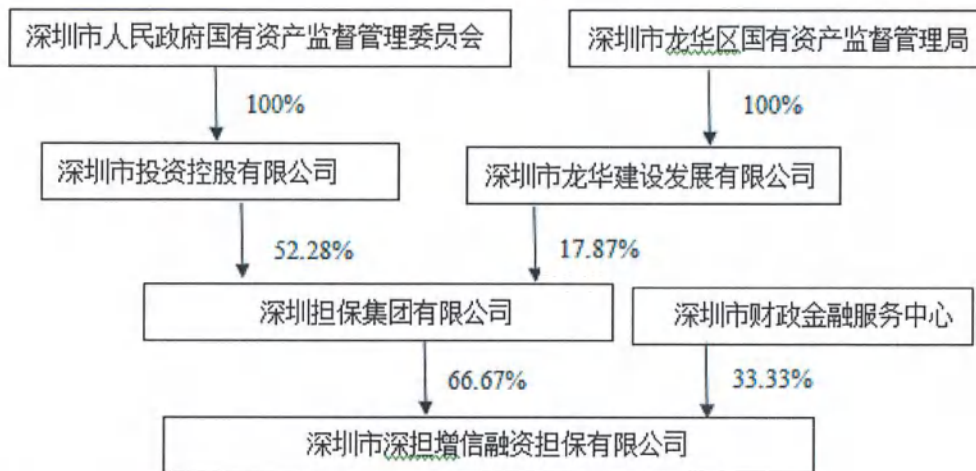 深圳市人民政府国有资产监督管理委员会
深圳市龙华区国有资产监督管理局
100%
100%
深圳市投资控股有限公司
深圳市龙华建设发展有限公司
52.28%
17.87%
深圳担保集团有限公司
深圳市财政金融服务中心
66.67%
33.33%
深圳市深担增信融资担保有限公司